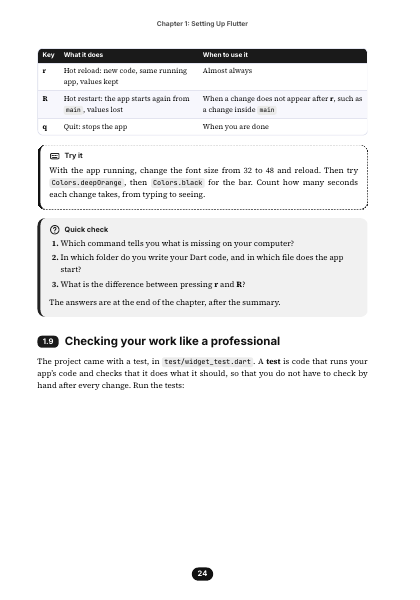 Chapter 1: Setting Up Flutter
Key What it does When to use it
r Hot reload: new code, same running Almost always
app, values kept
R Hot restart: the app starts again from When a change does not appear after r, such as
main, values lost a change inside main
q Quit: stops the app When you are done
Try it
With the app running, change the font size from 32 to 48 and reload. Then try
Colors.deepOrange, then Colors.black for the bar. Count how many seconds
each change takes, from typing to seeing.
Quick check
1. Which command tells you what is missing on your computer?
2. In which folder do you write your Dart code, and in which file does the app
start?
3. What is the difference between pressing r and R?
The answers are at the end of the chapter, after the summary.
1.9 Checking your work like a professional
The project came with a test, in test/widget_test.dart. A test is code that runs your
app's code and checks that it does what it should, so that you do not have to check by
hand after every change. Run the tests:
24